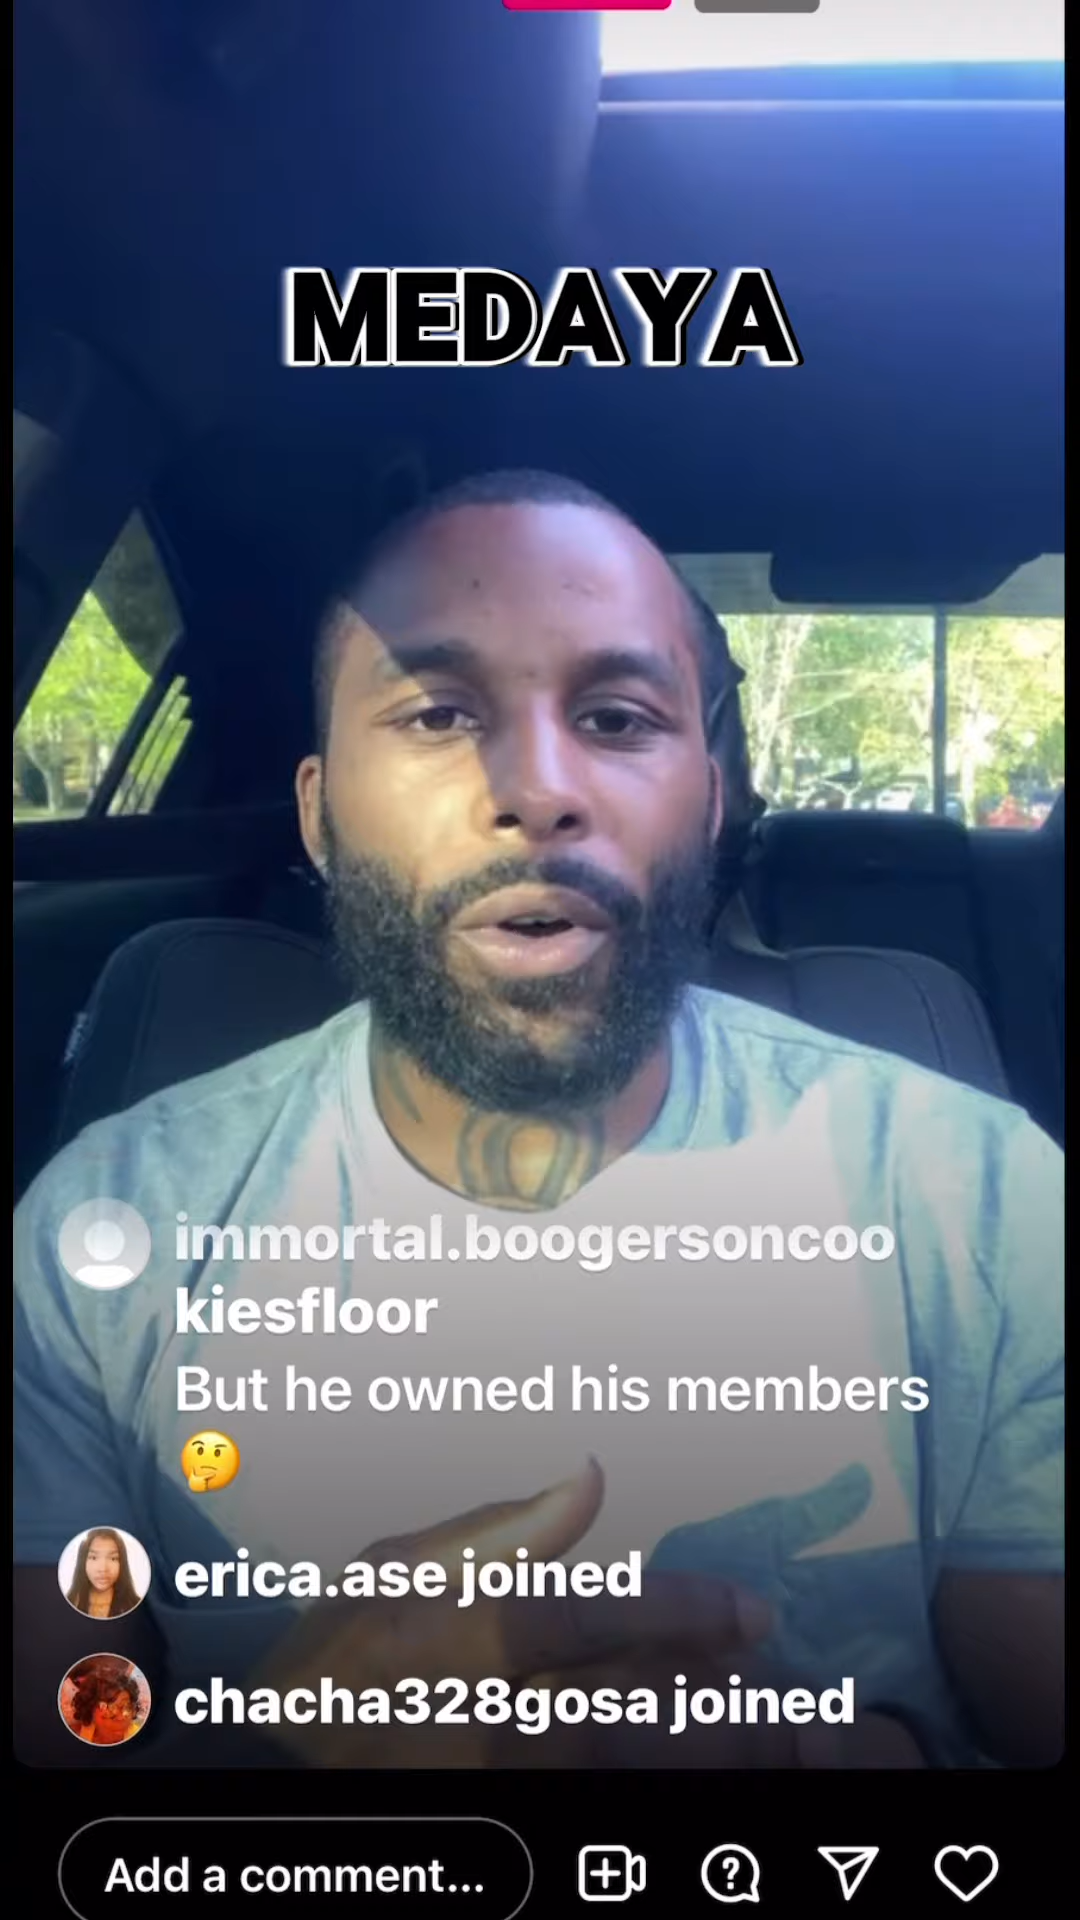 MEDAYA
immortal.boogersoncoo
kiesfloor
But he owned his members
🤔
erica.ase joined
chacha328gosa joined
Add a comment...